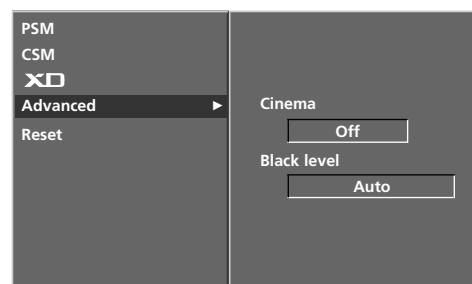 PSM
CSM
XD
Advanced ►
Reset
Cinema
Off
Black level
Auto